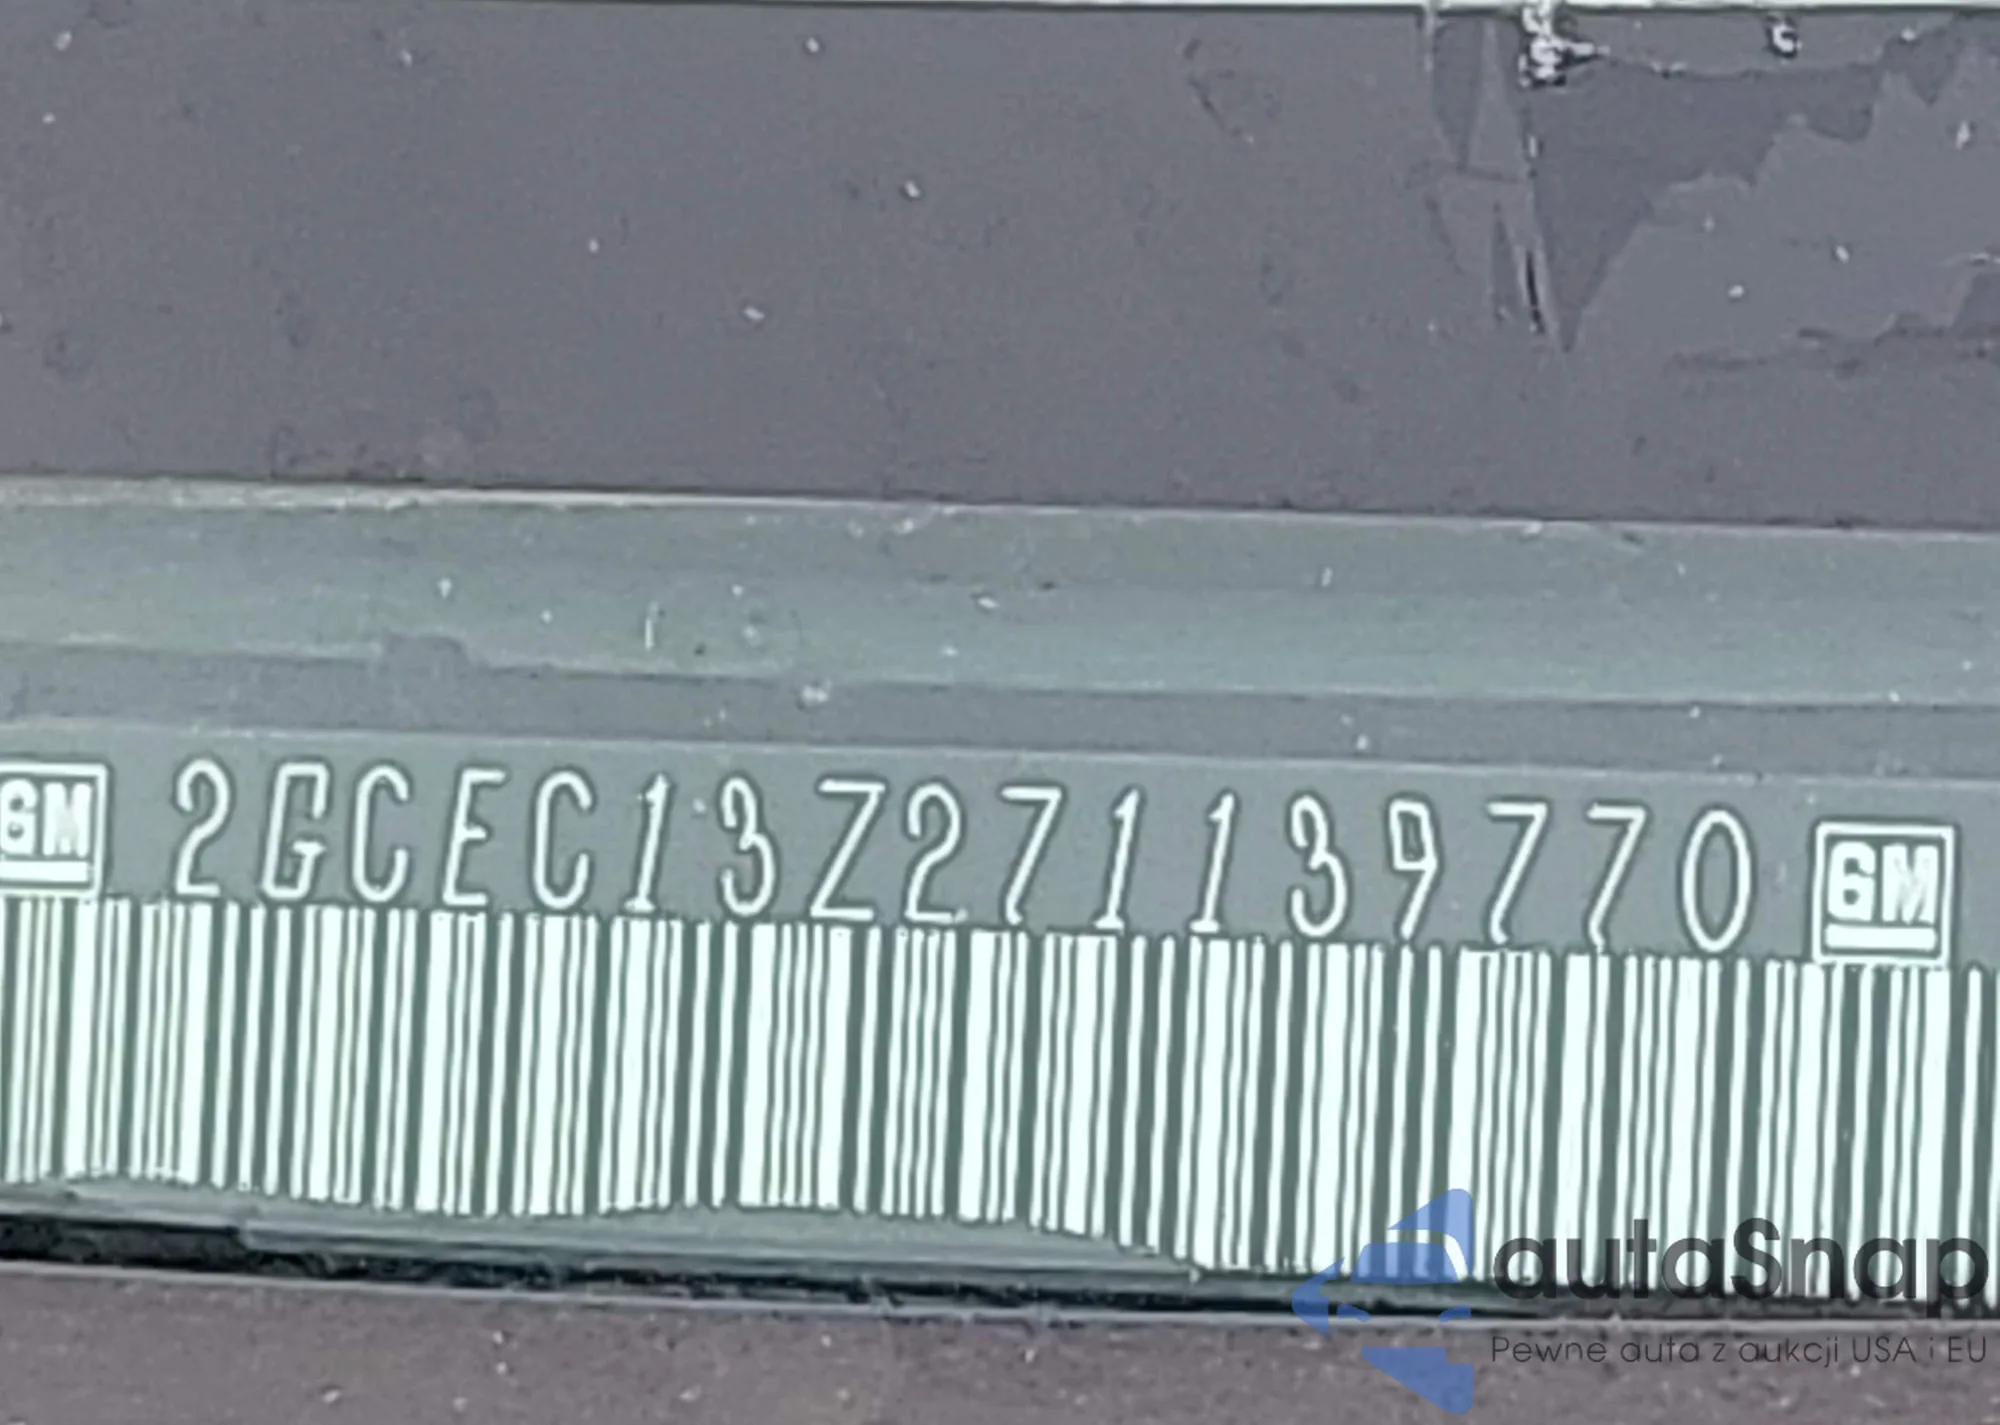 GM 2GCEC13Z271139770 GM
autaSnap
Pewne auta z aukcji USA i EU